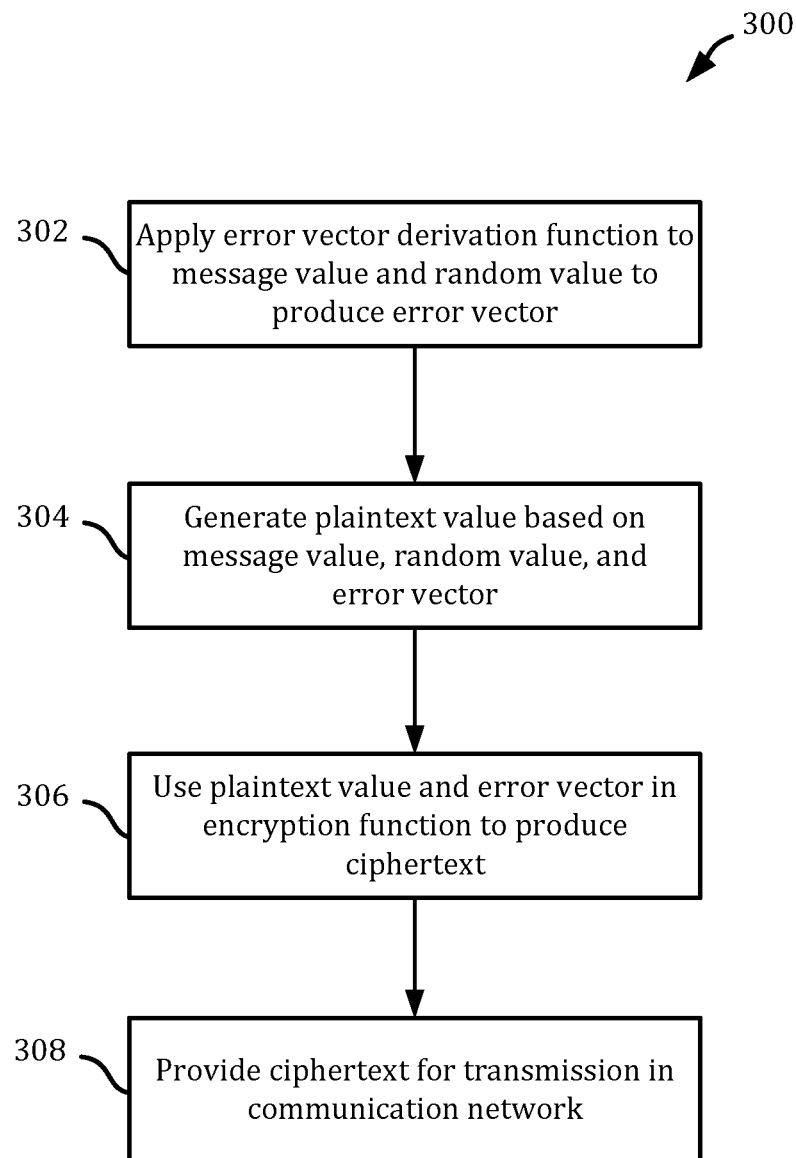 300
302
Apply error vector derivation function to
message value and random value to
produce error vector
304
Generate plaintext value based on
message value, random value, and
error vector
306
Use plaintext value and error vector in
encryption function to produce
ciphertext
308
Provide ciphertext for transmission in
communication network